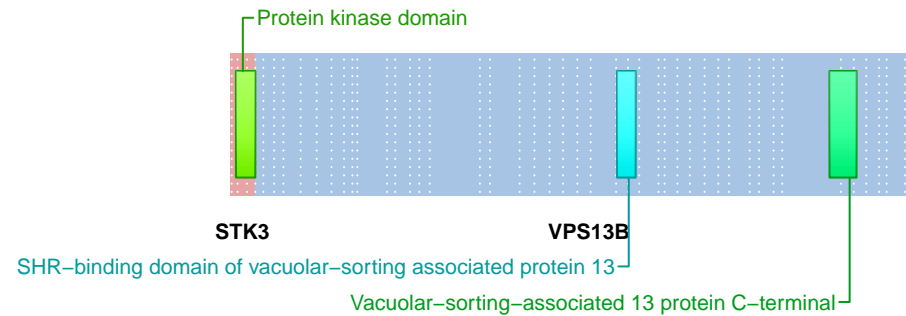 Protein kinase domain
STK3 VPS13B
SHR−binding domain of vacuolar−sorting associated protein 13
Vacuolar−sorting−associated 13 protein C−terminal